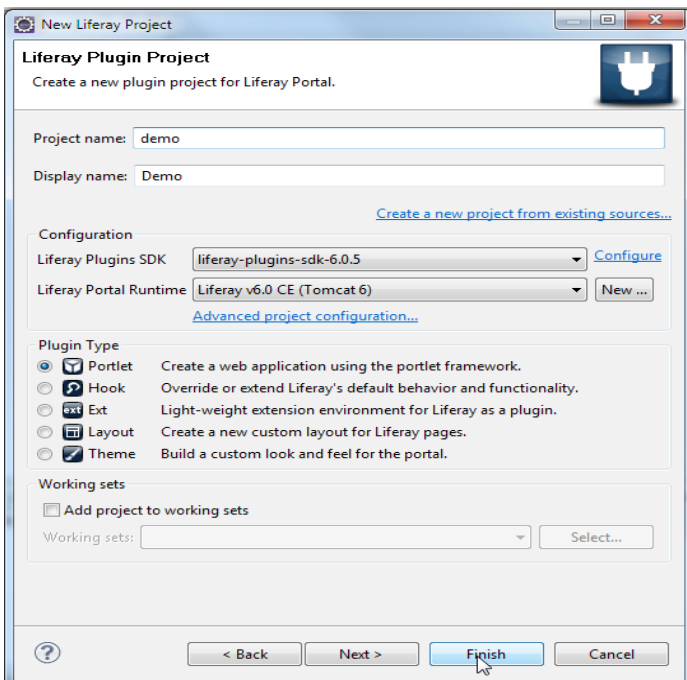 New Liferay Project
Liferay Plugin Project
Create a new plugin project for Liferay Portal.
Project name: demo
Display name: Demo
Create a new project from existing sources...
Configuration
Liferay Plugins SDK liferay-plugins-sdk-6.0.5 Configure
Liferay Portal Runtime Liferay v6.0 CE (Tomcat 6) New ...
Advanced project configuration...
Plugin Type
Portlet Create a web application using the portlet framework.
Hook Override or extend Liferay's default behavior and functionality.
ext Ext Light-weight extension environment for Liferay as a plugin.
Layout Create a new custom layout for Liferay pages.
Theme Build a custom look and feel for the portal.
Working sets
Add project to working sets
Working sets: Select...
? < Back Next > Finish Cancel